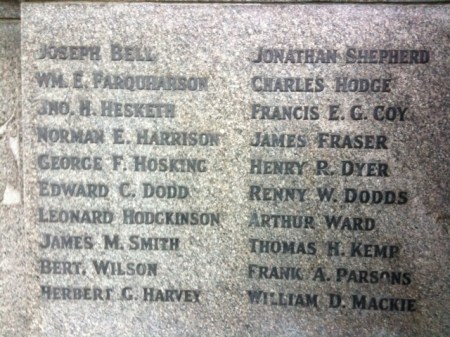 JOSEPH BELL
WM. E. FARQUHARSON
JNO. H. HESKETH
NORMAN E. HARRISON
GEORGE F. HOSKING
EDWARD C. DODD
LEONARD HODGKINSON
JAMES M. SMITH
BERT. WILSON
HERBERT G. HARVEY
JONATHAN SHEPHERD
CHARLES HODGE
FRANCIS E. G. COY.
JAMES FRASER
HENRY R. DYER
RENNY W. DODDS
ARTHUR WARD
THOMAS H. KEMP
FRANK A. PARSONS
WILLIAM D. MACKIE